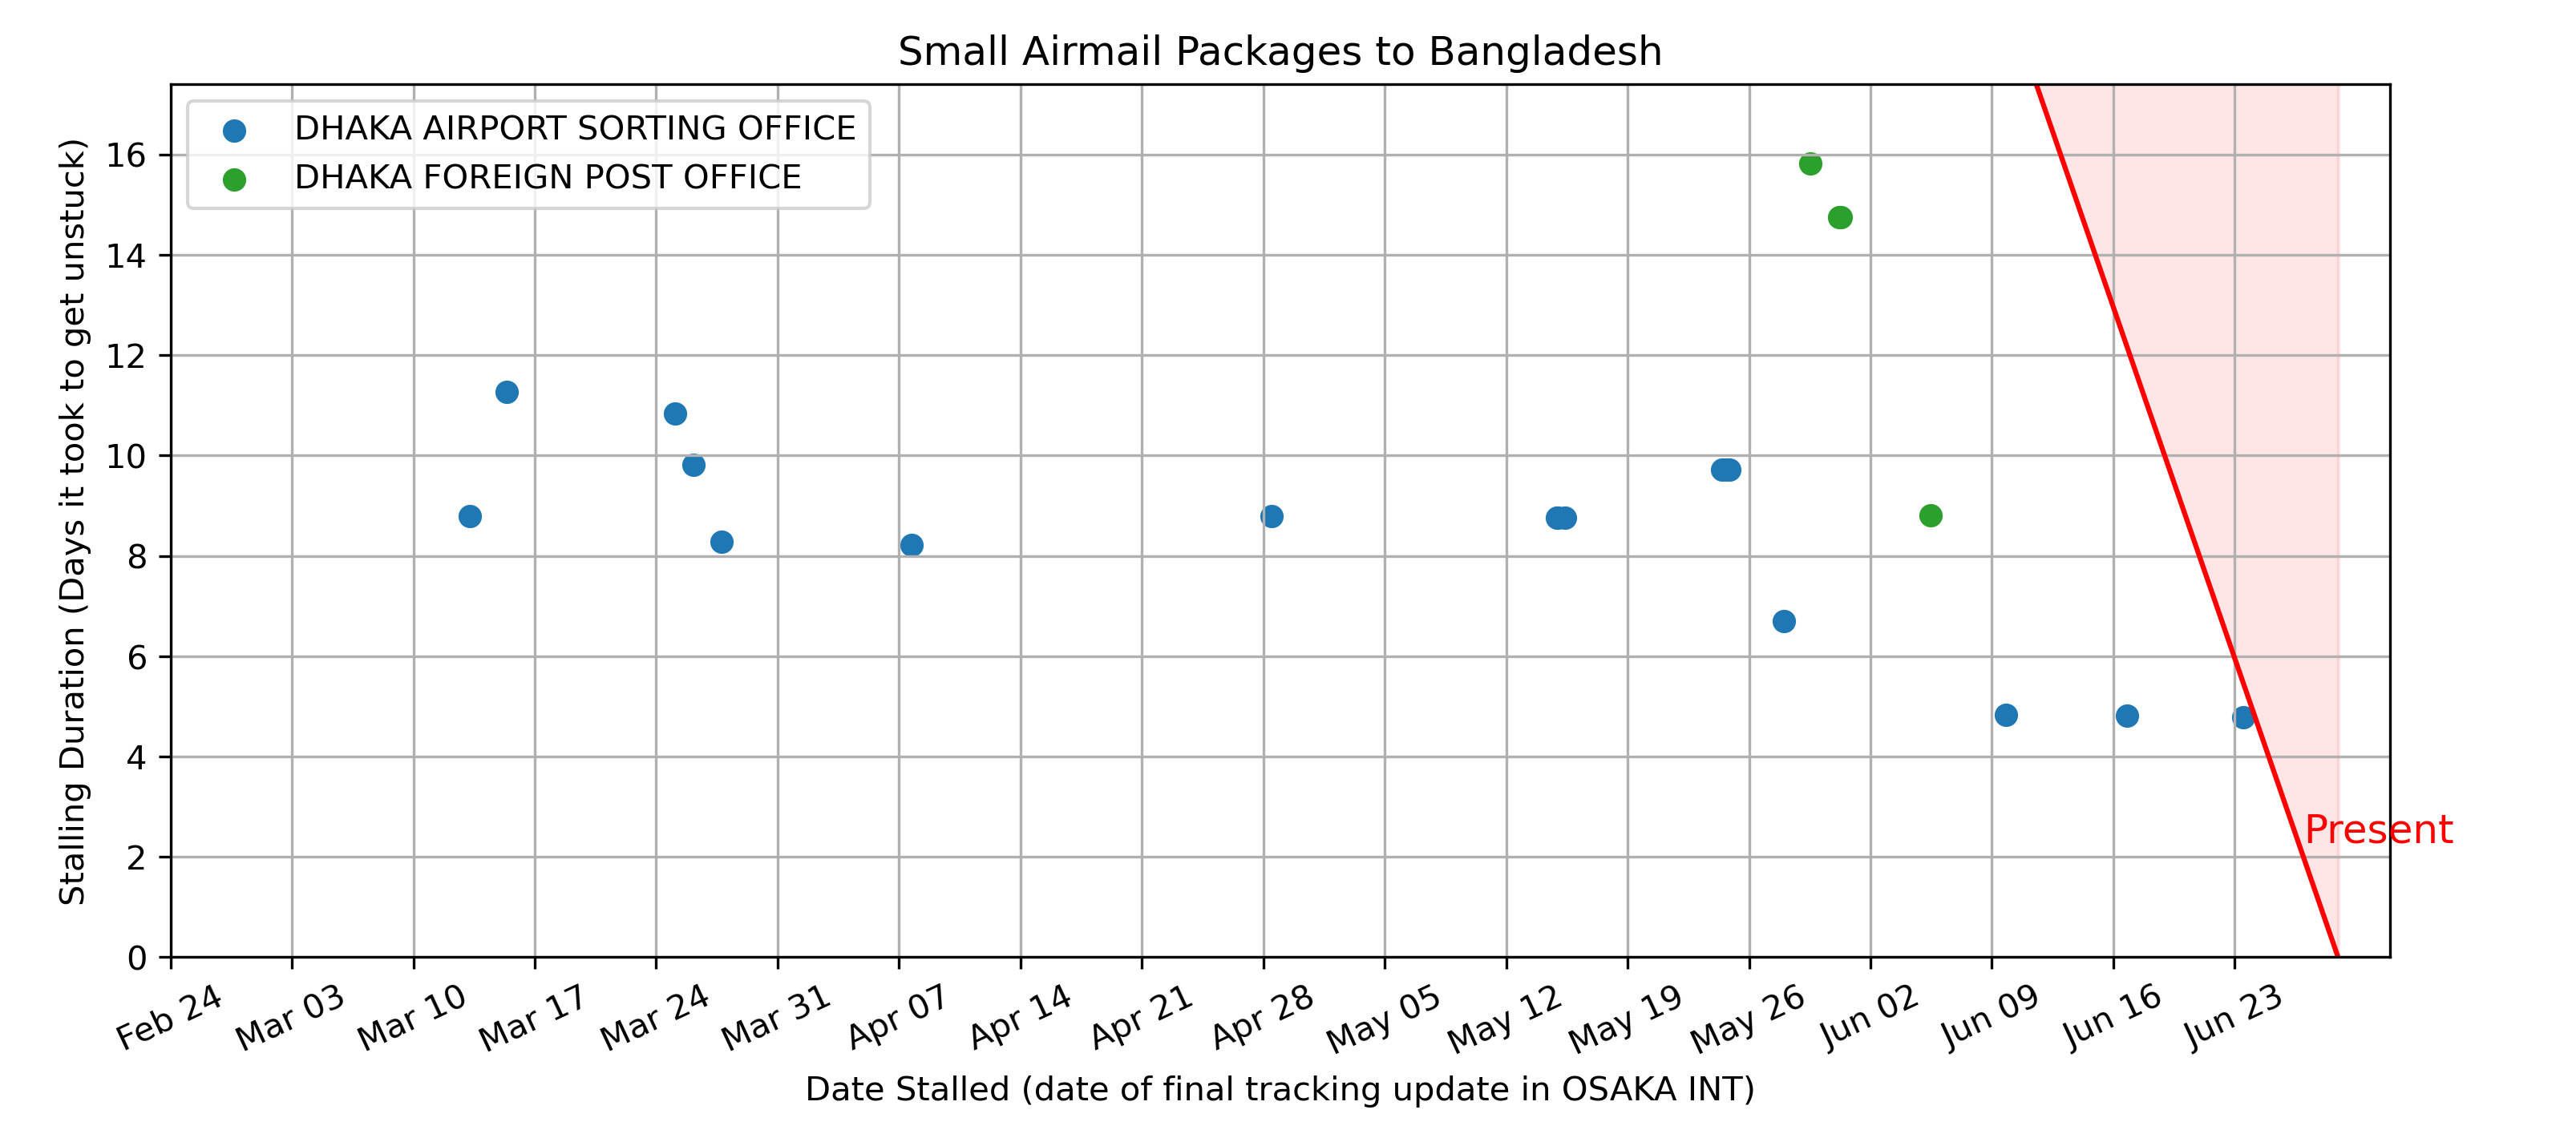 Small Airmail Packages to Bangladesh
DHAKA AIRPORT SORTING OFFICE
DHAKA FOREIGN POST OFFICE
Stalling Duration (Days it took to get unstuck)
16
14
12
10
8
6
4
2
0
Present
Feb 24
Mar 03
Mar 10
Mar 17
Mar 24
Mar 31
Apr 07
Apr 14
Apr 21
Apr 28
May 05
May 12
May 19
May 26
Jun 02
Jun 09
Jun 16
Jun 23
Date Stalled (date of final tracking update in OSAKA INT)